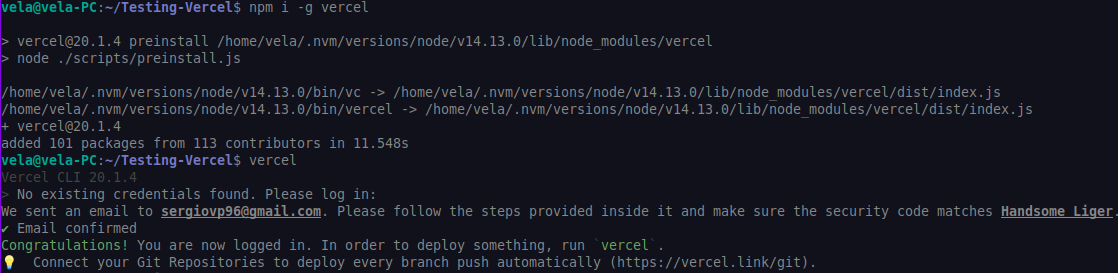 vela@vela-PC:~/Testing-Vercel$ npm i -g vercel
> vercel@20.1.4 preinstall /home/vela/.nvm/versions/node/v14.13.0/lib/node_modules/vercel
> node ./scripts/preinstall.js
/home/vela/.nvm/versions/node/v14.13.0/bin/vc -> /home/vela/.nvm/versions/node/v14.13.0/lib/node_modules/vercel/dist/index.js
/home/vela/.nvm/versions/node/v14.13.0/bin/vercel -> /home/vela/.nvm/versions/node/v14.13.0/lib/node_modules/vercel/dist/index.js
+ vercel@20.1.4
added 101 packages from 113 contributors in 11.548s
vela@vela-PC:~/Testing-Vercel$ vercel
Vercel CLI 20.1.4
> No existing credentials found. Please log in:
We sent an email to sergiovp96@gmail.com. Please follow the steps provided inside it and make sure the security code matches Handsome Liger.
✔ Email confirmed
Congratulations! You are now logged in. In order to deploy something, run `vercel`.
💡 Connect your Git Repositories to deploy every branch push automatically (https://vercel.link/git).